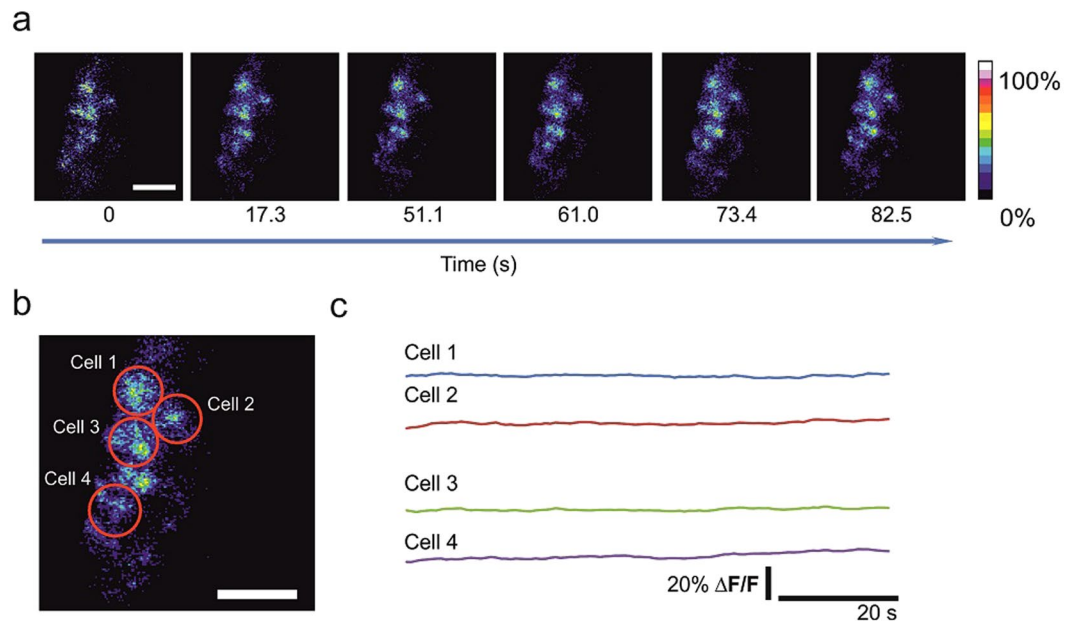 a
100%
0%
0 17.3 51.1 61.0 73.4 82.5
Time (s)
b
Cell 1
Cell 2
Cell 3
Cell 4
c
Cell 1
Cell 2
Cell 3
Cell 4
20% ΔF/F
20 s